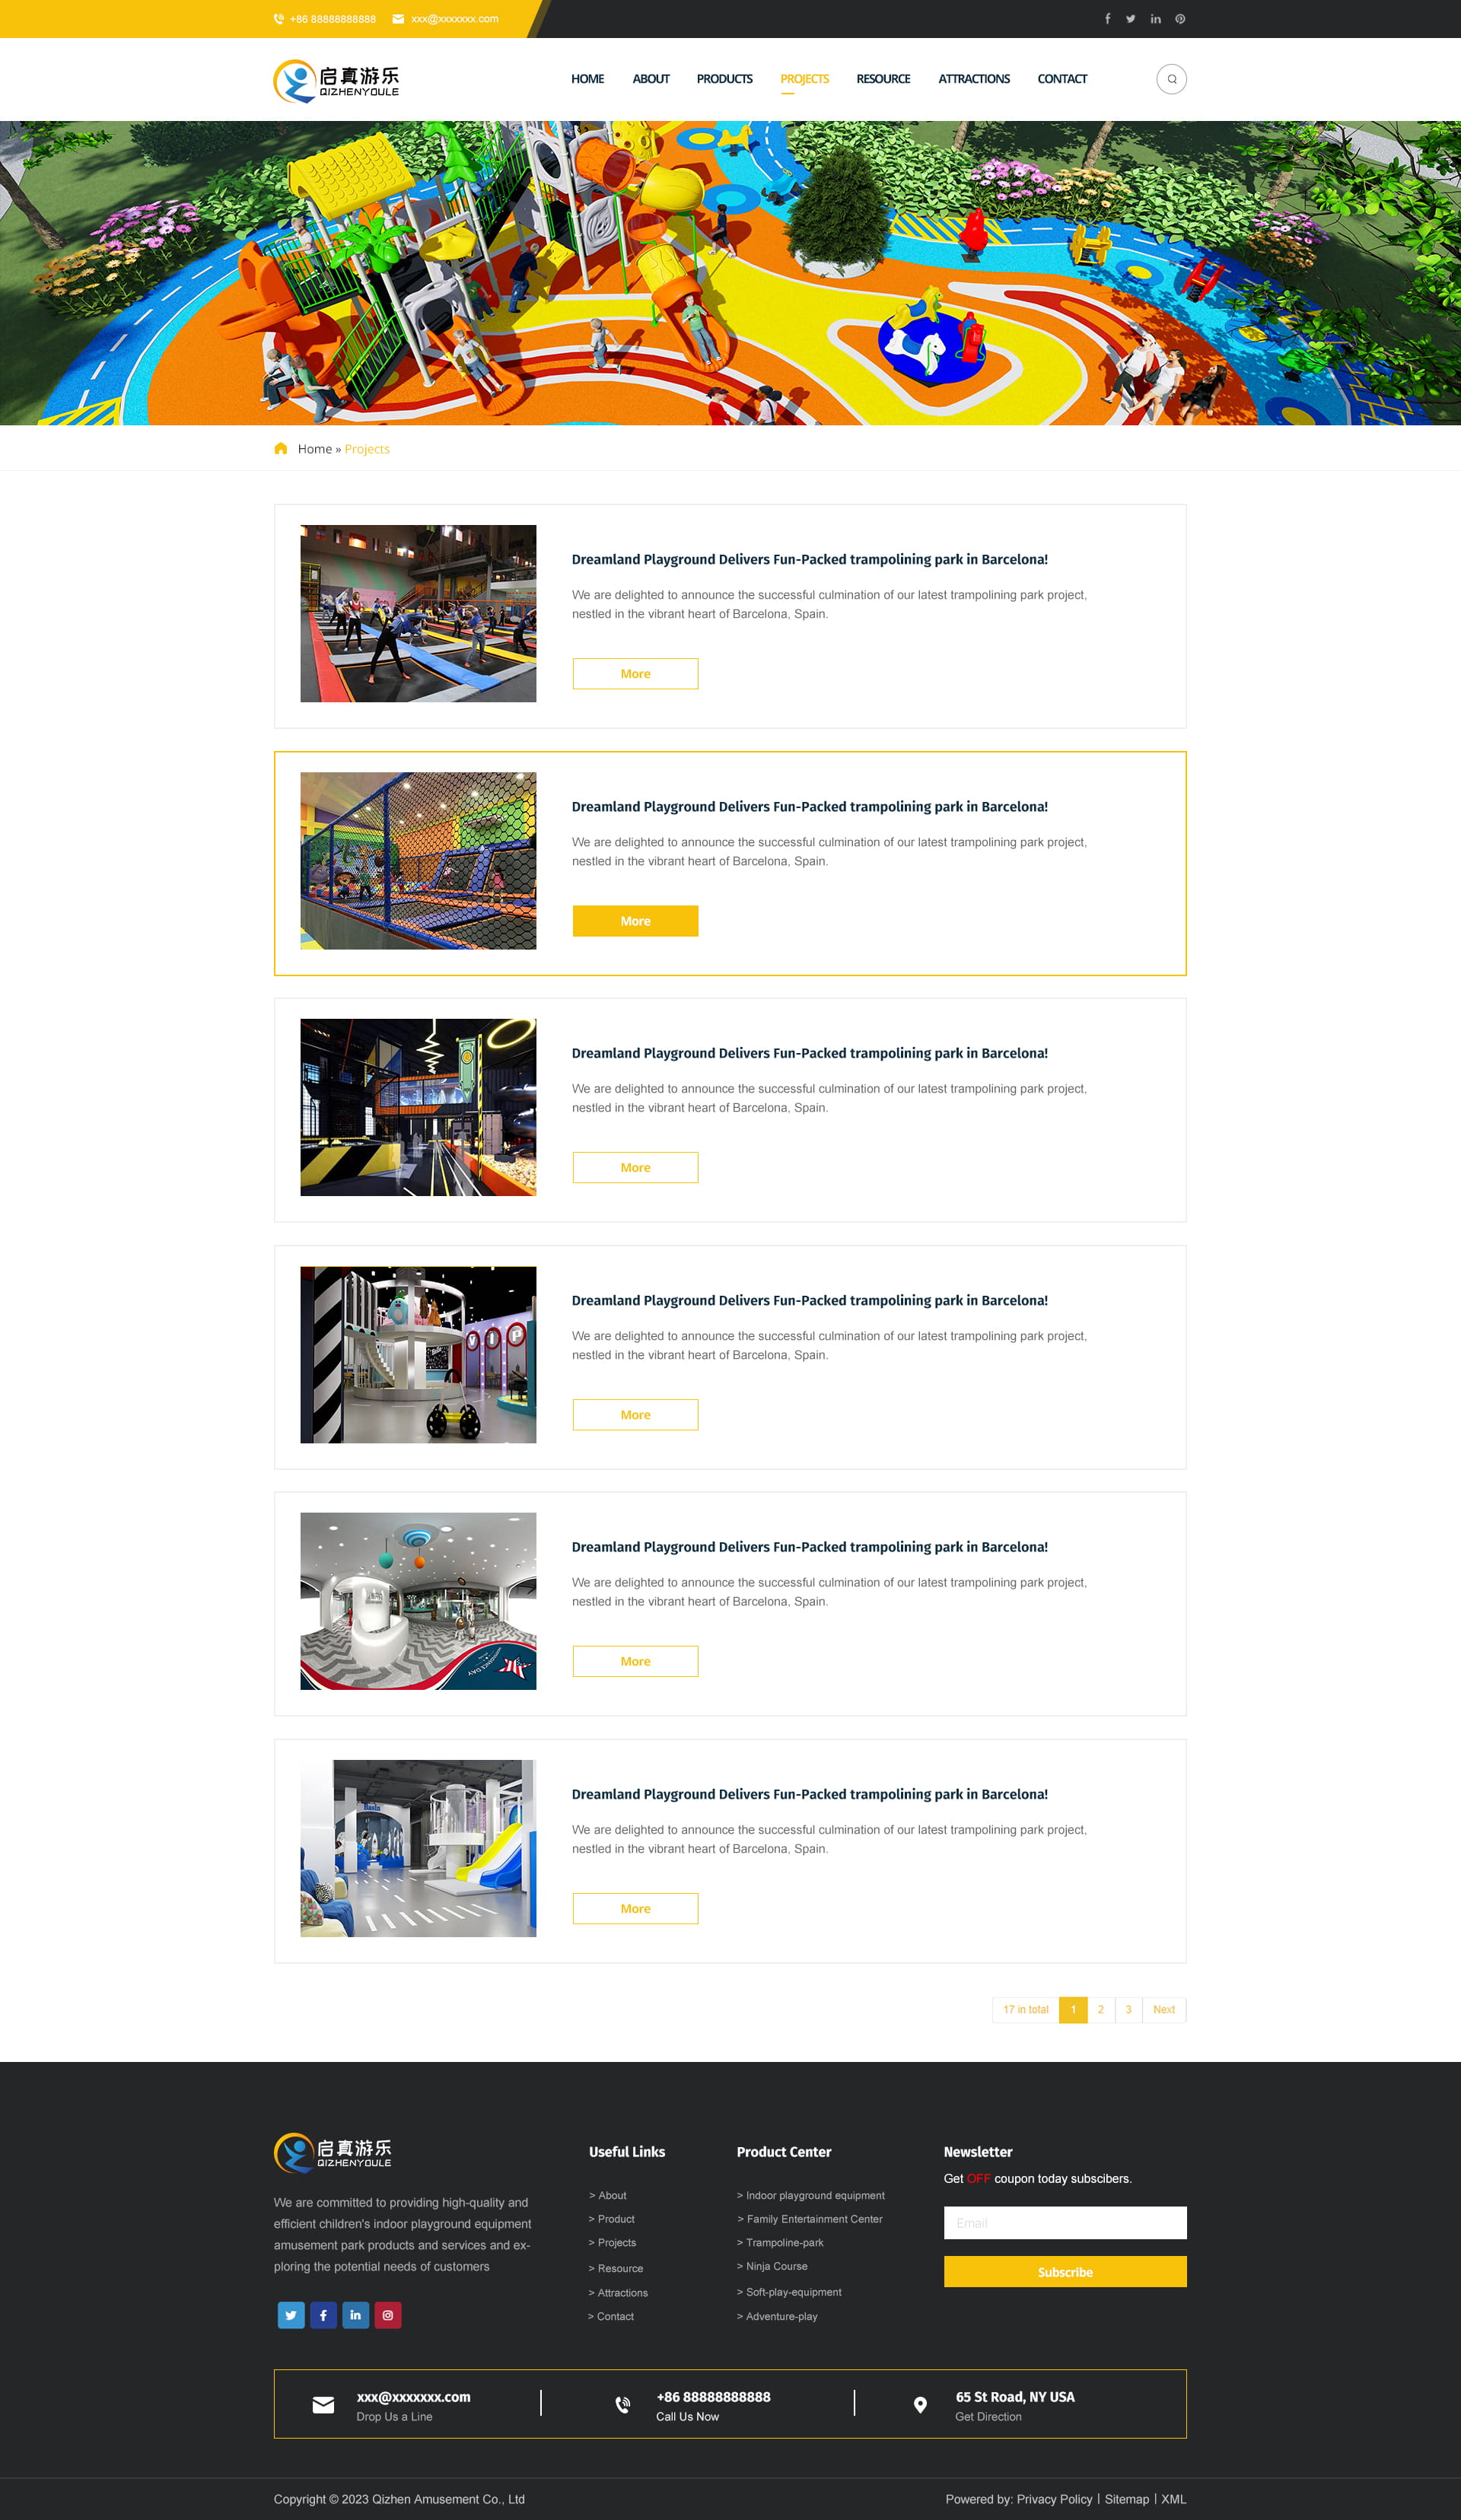 +86 88888888888 xxx@xxxxxxx.com
启真游乐
QIZHENYOULE
HOME ABOUT PRODUCTS PROJECTS RESOURCE ATTRACTIONS CONTACT
Home » Projects
Dreamland Playground Delivers Fun-Packed trampolining park in Barcelona!
We are delighted to announce the successful culmination of our latest trampolining park project,
nestled in the vibrant heart of Barcelona, Spain.
More
Dreamland Playground Delivers Fun-Packed trampolining park in Barcelona!
We are delighted to announce the successful culmination of our latest trampolining park project,
nestled in the vibrant heart of Barcelona, Spain.
More
Dreamland Playground Delivers Fun-Packed trampolining park in Barcelona!
We are delighted to announce the successful culmination of our latest trampolining park project,
nestled in the vibrant heart of Barcelona, Spain.
More
VIP
Dreamland Playground Delivers Fun-Packed trampolining park in Barcelona!
We are delighted to announce the successful culmination of our latest trampolining park project,
nestled in the vibrant heart of Barcelona, Spain.
More
Dreamland Playground Delivers Fun-Packed trampolining park in Barcelona!
We are delighted to announce the successful culmination of our latest trampolining park project,
nestled in the vibrant heart of Barcelona, Spain.
More
Dreamland Playground Delivers Fun-Packed trampolining park in Barcelona!
We are delighted to announce the successful culmination of our latest trampolining park project,
nestled in the vibrant heart of Barcelona, Spain.
More
17 in total 1 2 3 Next
启真游乐
QIZHENYOULE
We are committed to providing high-quality and
efficient children's indoor playground equipment
amusement park products and services and ex-
ploring the potential needs of customers
Useful Links
> About
> Product
> Projects
> Resource
> Attractions
> Contact
Product Center
> Indoor playground equipment
> Family Entertainment Center
> Trampoline-park
> Ninja Course
> Soft-play-equipment
> Adventure-play
Newsletter
Get OFF coupon today subscibers.
Email
Subscribe
xxx@xxxxxxx.com
Drop Us a Line
+86 88888888888
Call Us Now
65 St Road, NY USA
Get Direction
Copyright © 2023 Qizhen Amusement Co., Ltd
Powered by: Privacy Policy | Sitemap | XML